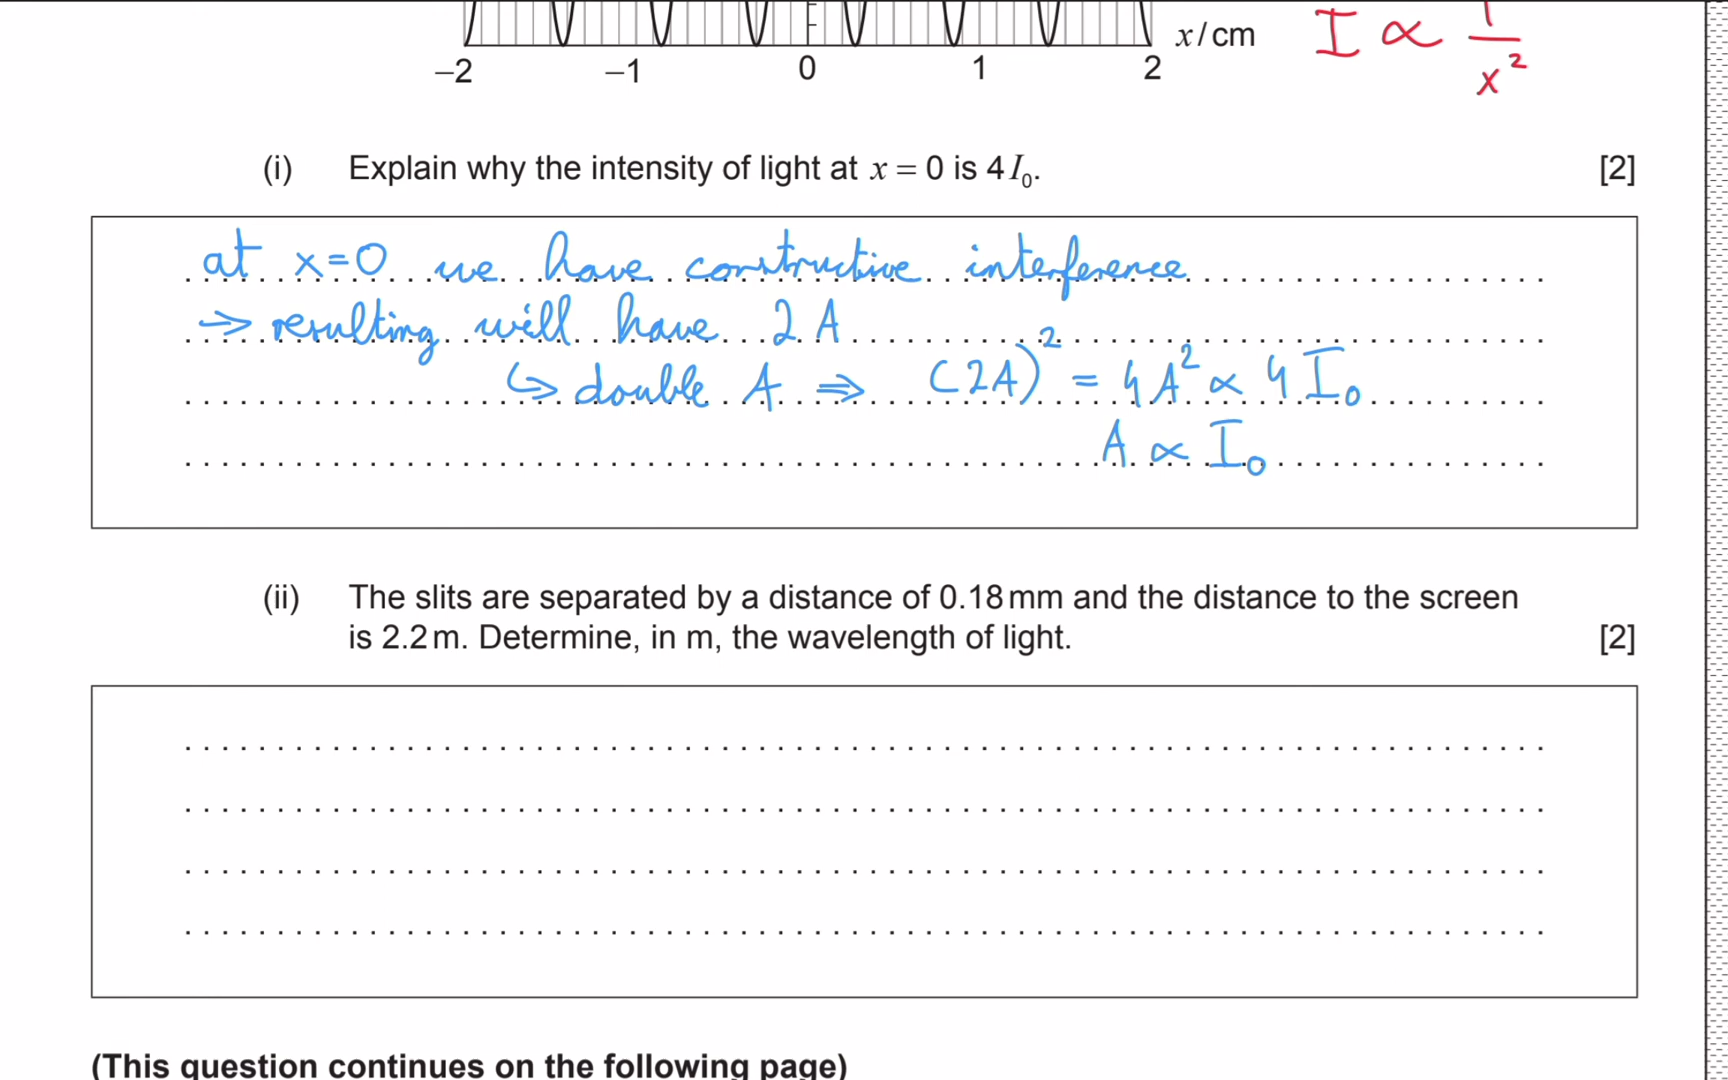 x/cm
I ∝ 1/x²
–2 –1 0 1 2
(i) Explain why the intensity of light at x = 0 is 4I₀. [2]
at x=0 we have constructive interference
→ resulting will have 2A
↪ double A ⇒ (2A)² = 4A² ∝ 4I₀
A ∝ I₀
(ii) The slits are separated by a distance of 0.18mm and the distance to the screen
is 2.2m. Determine, in m, the wavelength of light. [2]
(This question continues on the following page)